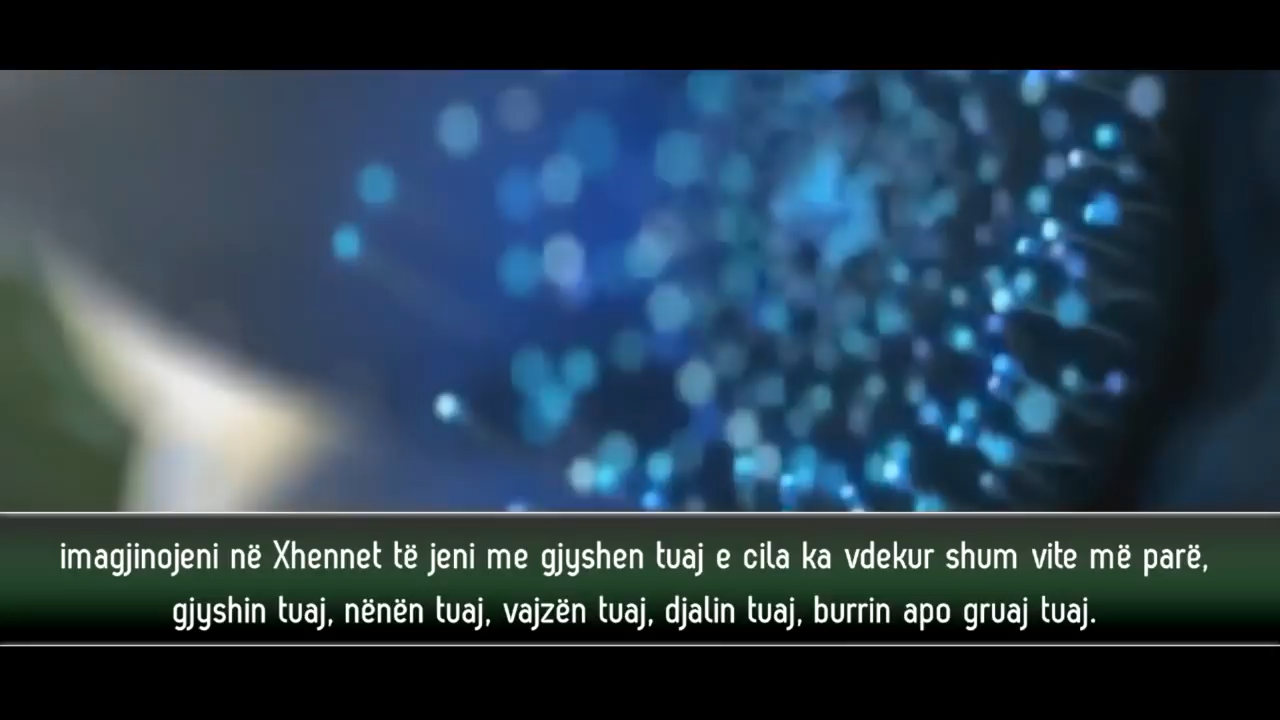 imagjinojeni në Xhennet të jeni me gjyshen tuaj e cila ka vdekur shum vite më parë,
gjyshin tuaj, nënën tuaj, vajzën tuaj, djalin tuaj, burrin apo gruaj tuaj.